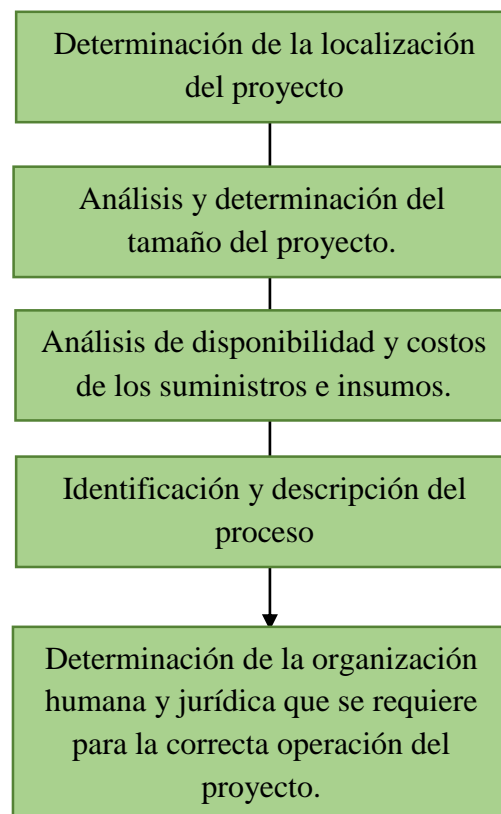 Determinación de la localización
del proyecto
Análisis y determinación del
tamaño del proyecto.
Análisis de disponibilidad y costos
de los suministros e insumos.
Identificación y descripción del
proceso
Determinación de la organización
humana y jurídica que se requiere
para la correcta operación del
proyecto.